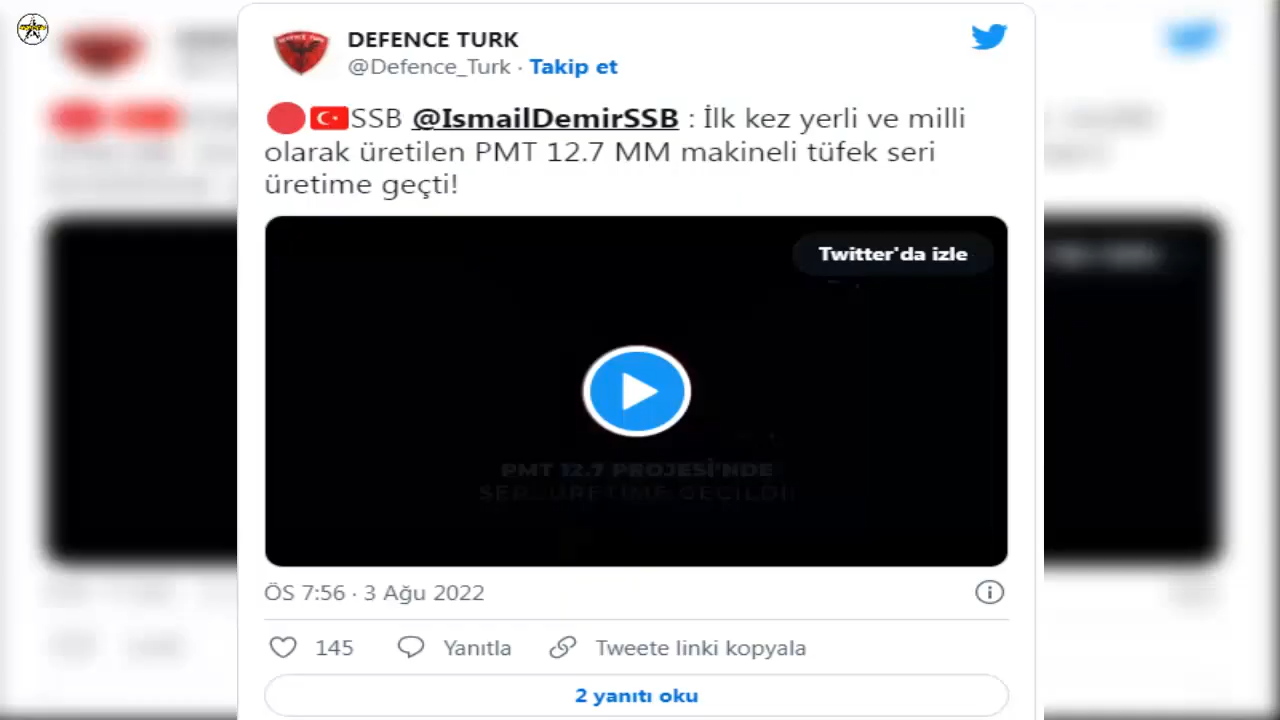 DEFENCE TURK
@Defence_Turk · Takip et
SSB @IsmailDemirSSB : İlk kez yerli ve milli
olarak üretilen PMT 12.7 MM makineli tüfek seri
üretime geçti!
Twitter'da izle
PMT 12.7 PROJESİ'NDE
SERİ ÜRETİME GEÇİLDİ!
ÖS 7:56 · 3 Ağu 2022
145
Yanıtla
Tweete linki kopyala
2 yanıtı oku